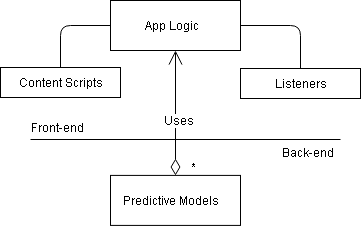 App Logic
Content Scripts
Listeners
Uses
Front-end
Back-end
*
Predictive Models